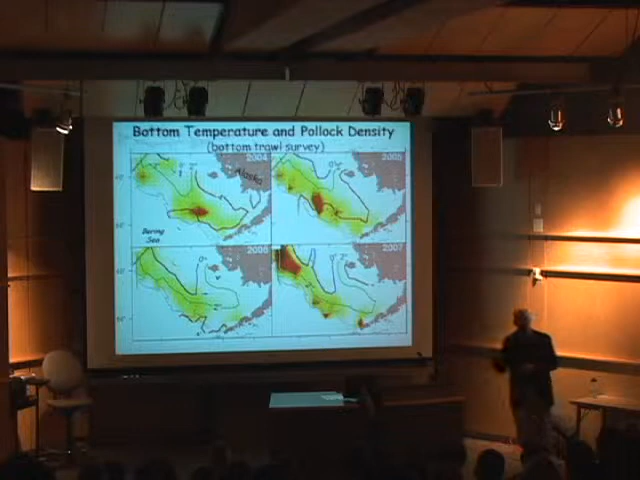 Bottom Temperature and Pollock Density
(bottom trawl survey)
2004
2005
Alaska
Bering
Sea
2006
2007